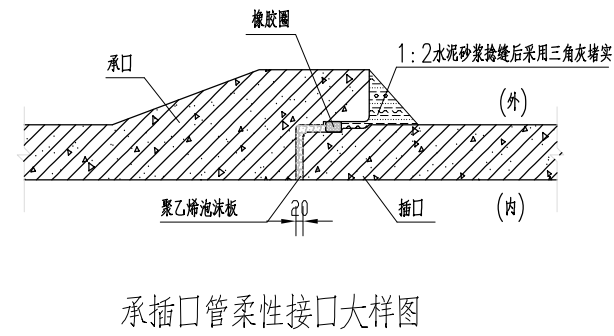 橡胶圈
承口
1:2水泥砂浆捻缝后采用三角灰堵实
(外)
聚乙烯泡沫板
20
插口
(内)
承插口管柔性接口大样图